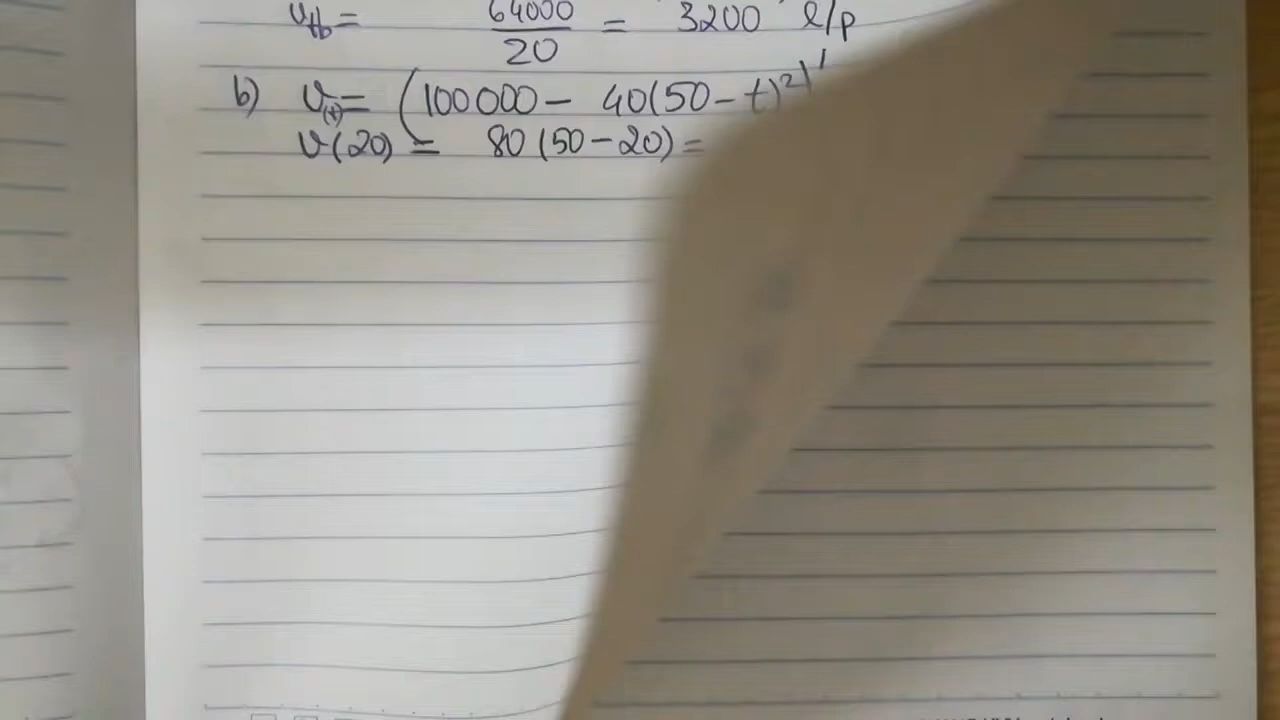 v_tb = 64000/20 = 3200 l/p
b) v(t) = (100000 - 40(50-t)²)'
v(20) = 80(50-20) =